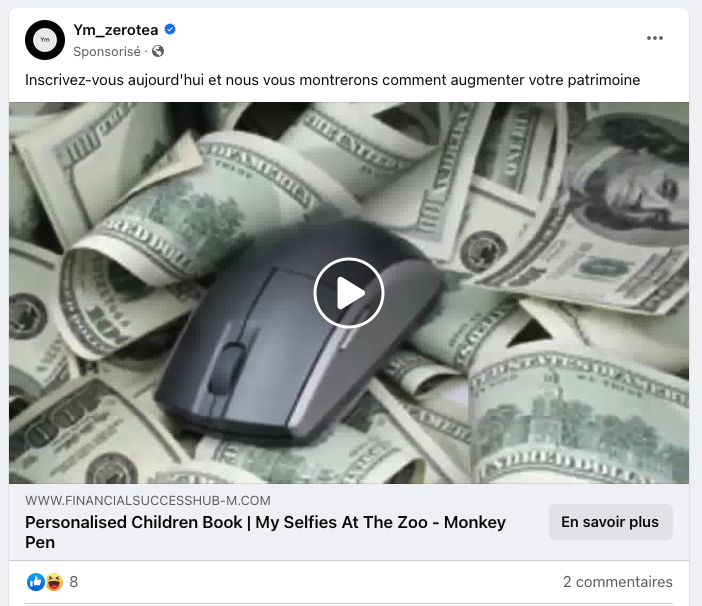 Ym
Ym_zerotea
Sponsorisé ·
Inscrivez-vous aujourd'hui et nous vous montrerons comment augmenter votre patrimoine
WWW.FINANCIALSUCCESSHUB-M.COM
Personalised Children Book | My Selfies At The Zoo - Monkey
Pen
En savoir plus
8
2 commentaires